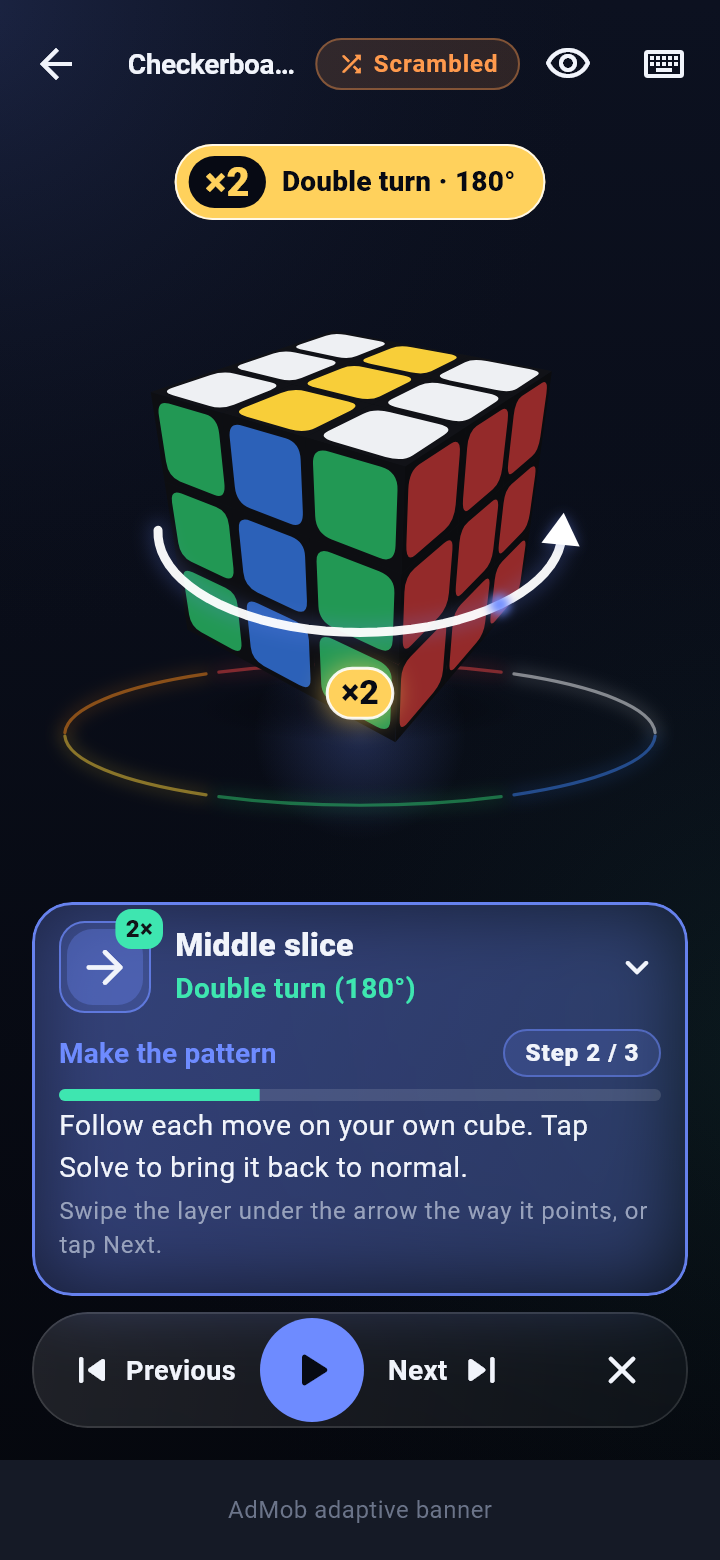 Checkerboa...
Scrambled
×2 Double turn · 180°
×2
2×
Middle slice
Double turn (180°)
Make the pattern
Step 2 / 3
Follow each move on your own cube. Tap
Solve to bring it back to normal.
Swipe the layer under the arrow the way it points, or
tap Next.
Previous
Next
AdMob adaptive banner